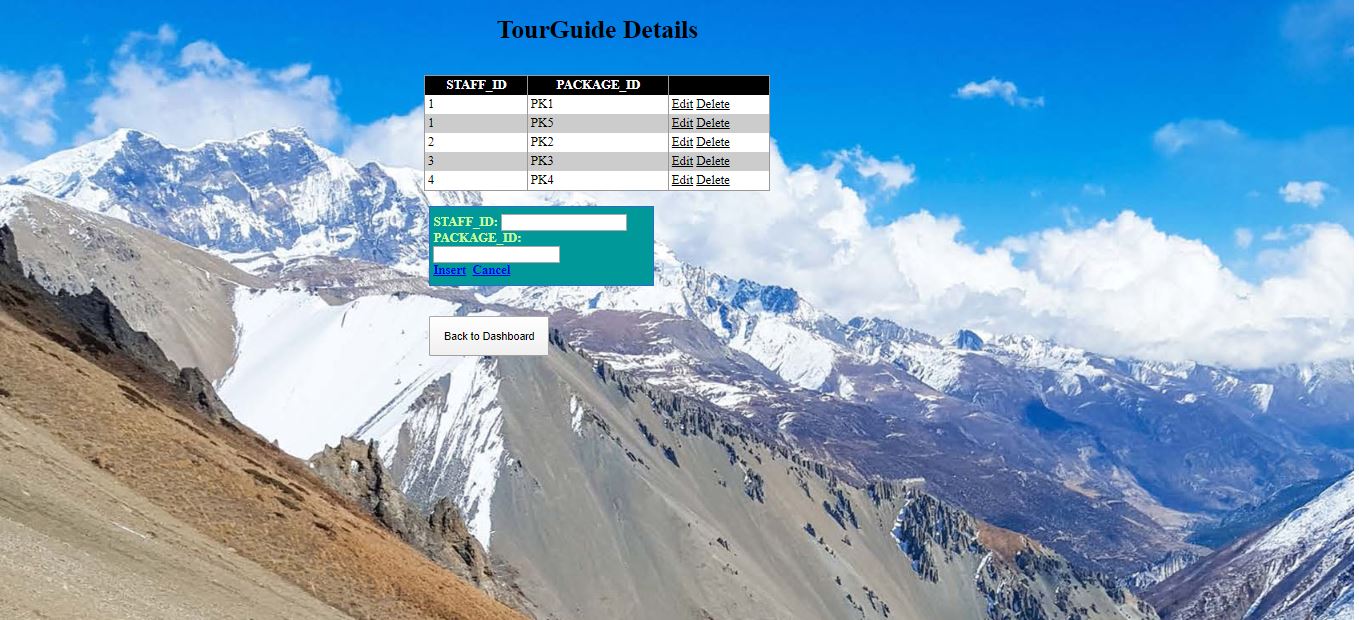 TourGuide Details
STAFF_ID PACKAGE_ID
1 PK1 Edit Delete
1 PK5 Edit Delete
2 PK2 Edit Delete
3 PK3 Edit Delete
4 PK4 Edit Delete
STAFF_ID:
PACKAGE_ID:
Insert Cancel
Back to Dashboard